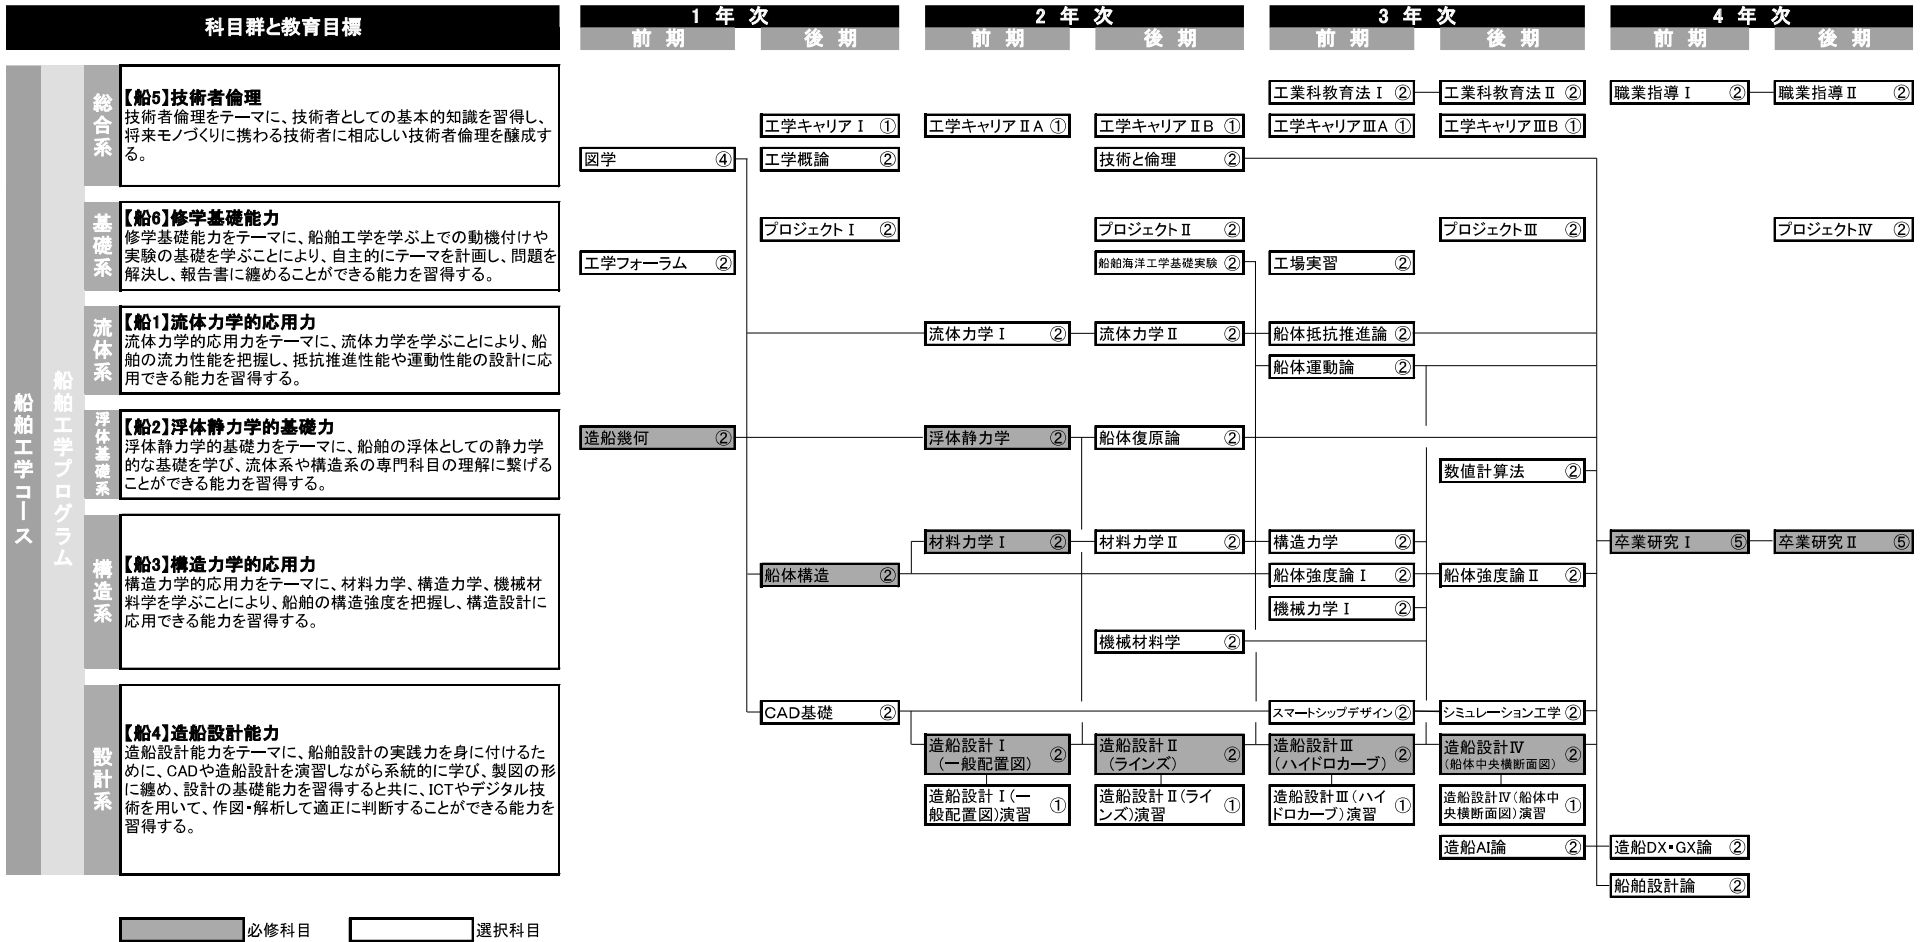 科目群と教育目標
1 年 次
2 年 次
3 年 次
4 年 次
前 期
後 期
前 期
後 期
前 期
後 期
前 期
後 期
船舶工学コース
船舶工学プログラム
総合系
【船5】技術者倫理
技術者倫理をテーマに、技術者としての基本的知識を習得し、
将来モノづくりに携わる技術者に相応しい技術者倫理を醸成す
る。
工業科教育法Ⅰ ②
工業科教育法Ⅱ ②
職業指導Ⅰ ②
職業指導Ⅱ ②
工学キャリアⅠ ①
工学キャリアⅡA ①
工学キャリアⅡB ①
工学キャリアⅢA ①
工学キャリアⅢB ①
図学 ④
工学概論 ②
技術と倫理 ②
基礎系
【船6】修学基礎能力
修学基礎能力をテーマに、船舶工学を学ぶ上での動機付けや
実験の基礎を学ぶことにより、自主的にテーマを計画し、問題を
解決し、報告書に纏めることができる能力を習得する。
プロジェクトⅠ ②
プロジェクトⅡ ②
プロジェクトⅢ ②
プロジェクトⅣ ②
工学フォーラム ②
船舶海洋工学基礎実験 ②
工場実習 ②
流体系
【船1】流体力学的応用力
流体力学的応用力をテーマに、流体力学を学ぶことにより、船
舶の流力性能を把握し、抵抗推進性能や運動性能の設計に応
用できる能力を習得する。
流体力学Ⅰ ②
流体力学Ⅱ ②
船体抵抗推進論 ②
船体運動論 ②
浮体基礎系
【船2】浮体静力学的基礎力
浮体静力学的基礎力をテーマに、船舶の浮体としての静力学
的な基礎を学び、流体系や構造系の専門科目の理解に繋げる
ことができる能力を習得する。
造船幾何 ②
浮体静力学 ②
船体復原論 ②
数値計算法 ②
構造系
【船3】構造力学的応用力
構造力学的応用力をテーマに、材料力学、構造力学、機械材
料学を学ぶことにより、船舶の構造強度を把握し、構造設計に
応用できる能力を習得する。
材料力学Ⅰ ②
材料力学Ⅱ ②
構造力学 ②
卒業研究Ⅰ ⑤
卒業研究Ⅱ ⑤
船体構造 ②
船体強度論Ⅰ ②
船体強度論Ⅱ ②
機械力学Ⅰ ②
機械材料学 ②
設計系
【船4】造船設計能力
造船設計能力をテーマに、船舶設計の実践力を身に付けるた
めに、CADや造船設計を演習しながら系統的に学び、製図の形
に纏め、設計の基礎能力を習得すると共に、ICTやデジタル技
術を用いて、作図・解析して適正に判断することができる能力を
習得する。
CAD基礎 ②
スマートシップデザイン ②
シミュレーション工学 ②
造船設計Ⅰ
(一般配置図) ②
造船設計Ⅱ
(ラインズ) ②
造船設計Ⅲ
(ハイドロカーブ) ②
造船設計Ⅳ
(船体中央横断面図) ②
造船設計Ⅰ(一
般配置図)演習 ①
造船設計Ⅱ(ライ
ンズ)演習 ①
造船設計Ⅲ(ハイ
ドロカーブ)演習 ①
造船設計Ⅳ(船体中
央横断面図)演習 ①
造船AI論 ②
造船DX・GX論 ②
船舶設計論 ②
必修科目
選択科目